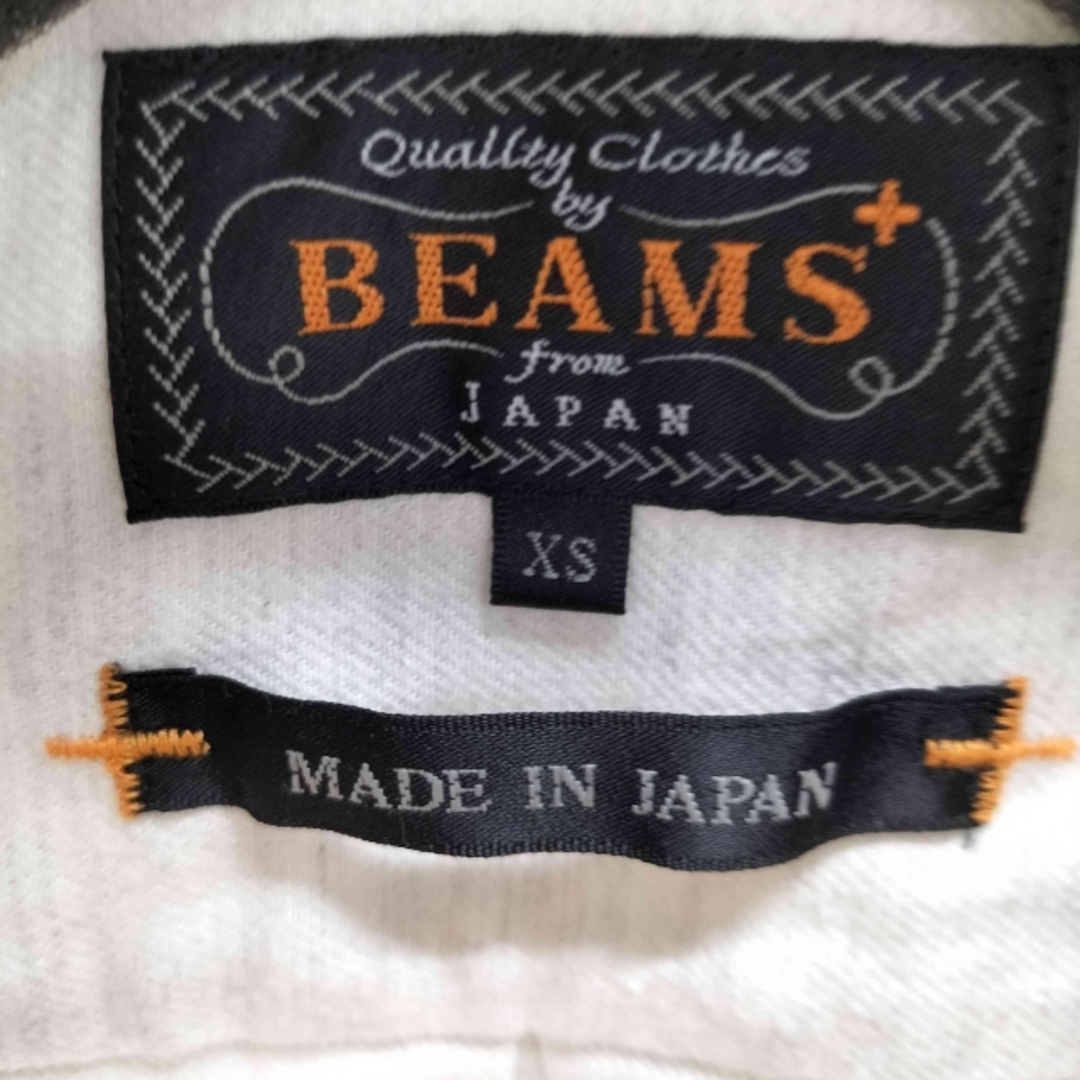 Quality Clothes
by
BEAMS+
from
JAPAN
XS
MADE IN JAPAN